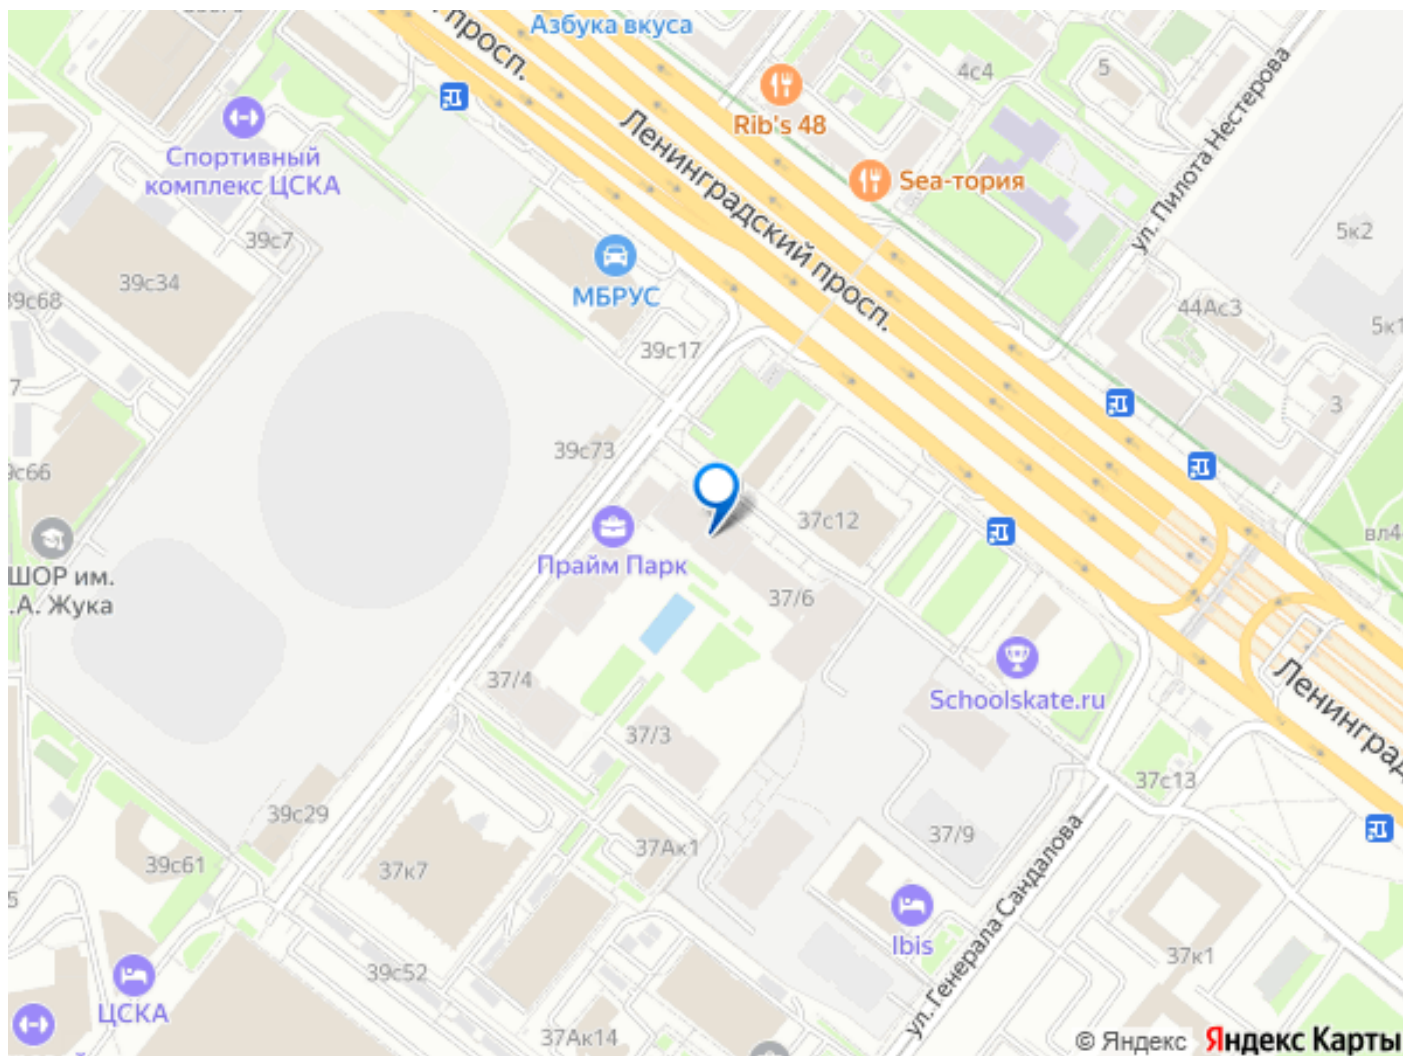 Азбука вкуса
просп.
4с4
5
Rib's 48
ул. Пилота Нестерова
Ленинградский просп.
Спортивный
комплекс ЦСКА
Sea-тория
39с7
5к2
39с34
МБРУС
39с68
44Ас3
5к1
39с17
7
3
39с73
39с66
37с12
вл4
Прайм Парк
ШОР им.
.А. Жука
37/6
37/4
Schoolskate.ru
Ленинград
37/3
37с13
39с29
37/9
37Ак1
39с61
37к7
5
ул. Генерала Сандалова
Ibis
37к1
39с52
ЦСКА
37Ак14
© Яндекс Яндекс Карты